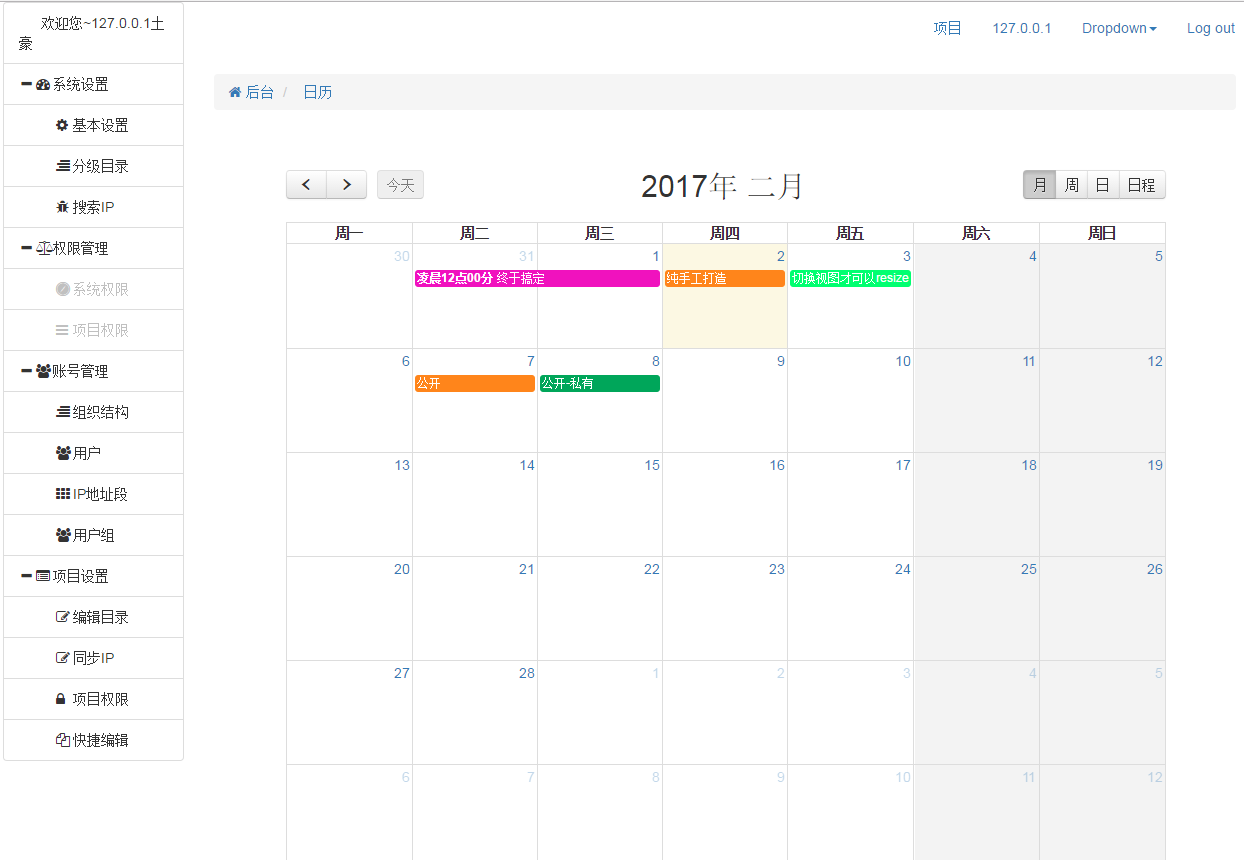 欢迎您~127.0.0.1土
豪
系统设置
基本设置
分级目录
搜索IP
权限管理
系统权限
项目权限
账号管理
组织结构
用户
IP地址段
用户组
项目设置
编辑目录
同步IP
项目权限
快捷编辑
项目 127.0.0.1 Dropdown Log out
后台 / 日历
今天 2017年 二月 月 周 日 日程
周一 周二 周三 周四 周五 周六 周日
30 31 1 2 3 4 5
凌晨12点00分 终于搞定 纯手工打造 切换视图才可以resize
6 7 8 9 10 11 12
公开 公开-私有
13 14 15 16 17 18 19
20 21 22 23 24 25 26
27 28 1 2 3 4 5
6 7 8 9 10 11 12